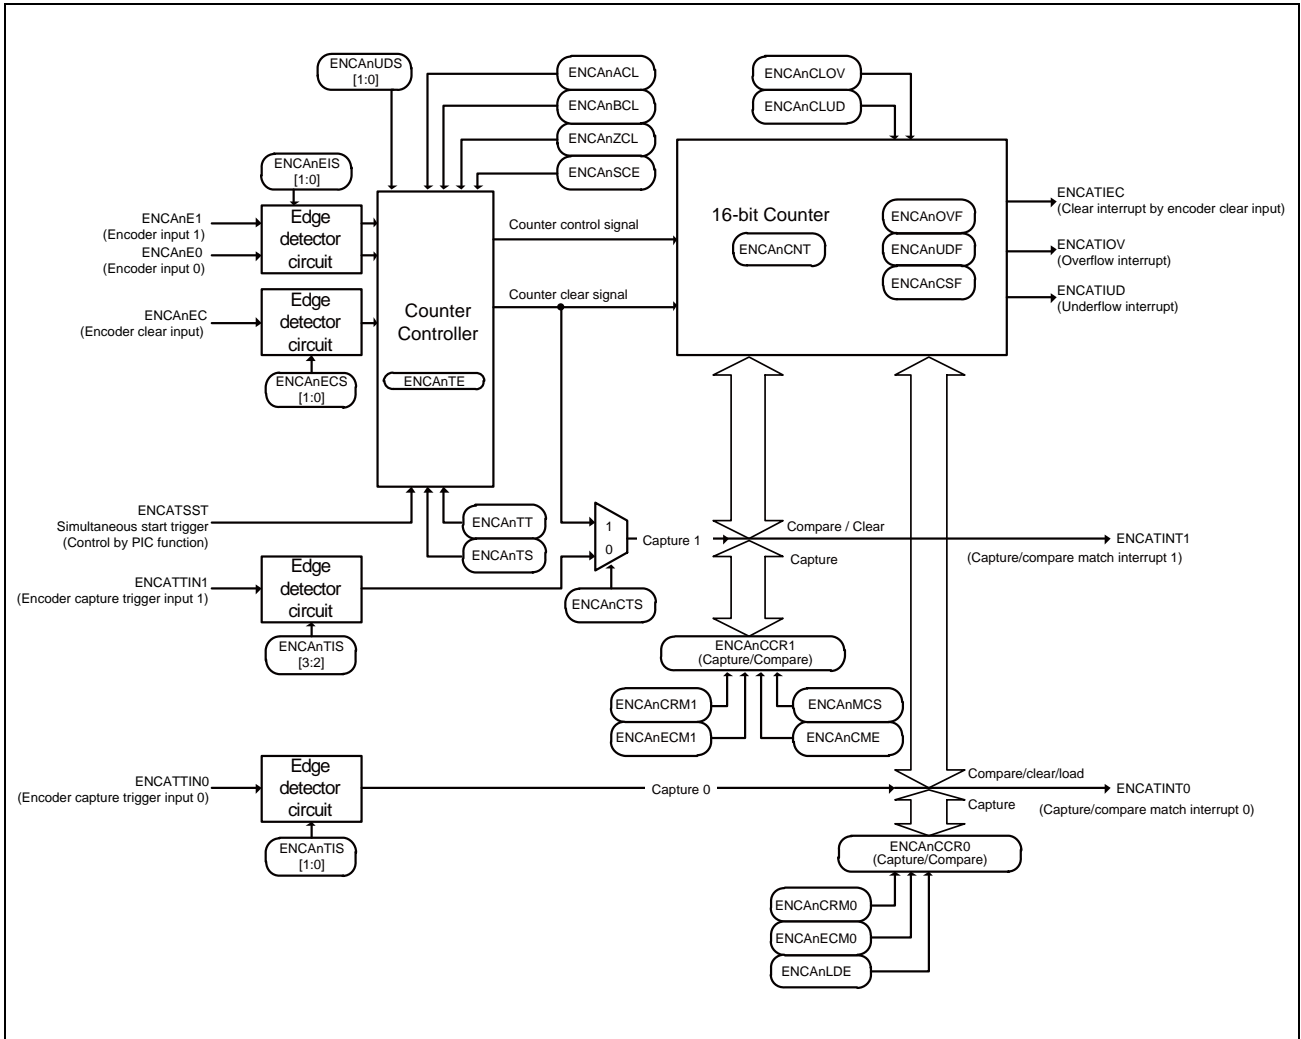 ENCAnUDS
[1:0]
ENCAnACL
ENCAnBCL
ENCAnZCL
ENCAnSCE
ENCAnCLOV
ENCAnCLUD
ENCAnEIS
[1:0]
ENCAnE1
(Encoder input 1)
ENCAnE0
(Encoder input 0)
Edge
detector
circuit
ENCAnEC
(Encoder clear input)
Edge
detector
circuit
ENCAnECS
[1:0]
Counter
Controller
ENCAnTE
Counter control signal
Counter clear signal
16-bit Counter
ENCAnCNT
ENCAnOVF
ENCAnUDF
ENCAnCSF
ENCATIEC
(Clear interrupt by encoder clear input)
ENCATIOV
(Overflow interrupt)
ENCATIUD
(Underflow interrupt)
ENCATSST
Simultaneous start trigger
(Control by PIC function)
ENCAnTT
ENCAnTS
1
0
ENCAnCTS
Capture 1
Compare / Clear
Capture
ENCATINT1
(Capture/compare match interrupt 1)
ENCATTIN1
(Encoder capture trigger input 1)
Edge
detector
circuit
ENCAnTIS
[3:2]
ENCAnCCR1
(Capture/Compare)
ENCAnCRM1
ENCAnECM1
ENCAnMCS
ENCAnCME
ENCATTIN0
(Encoder capture trigger input 0)
Edge
detector
circuit
ENCAnTIS
[1:0]
Capture 0
Compare/clear/load
Capture
ENCATINT0
(Capture/compare match interrupt 0)
ENCAnCCR0
(Capture/Compare)
ENCAnCRM0
ENCAnECM0
ENCAnLDE